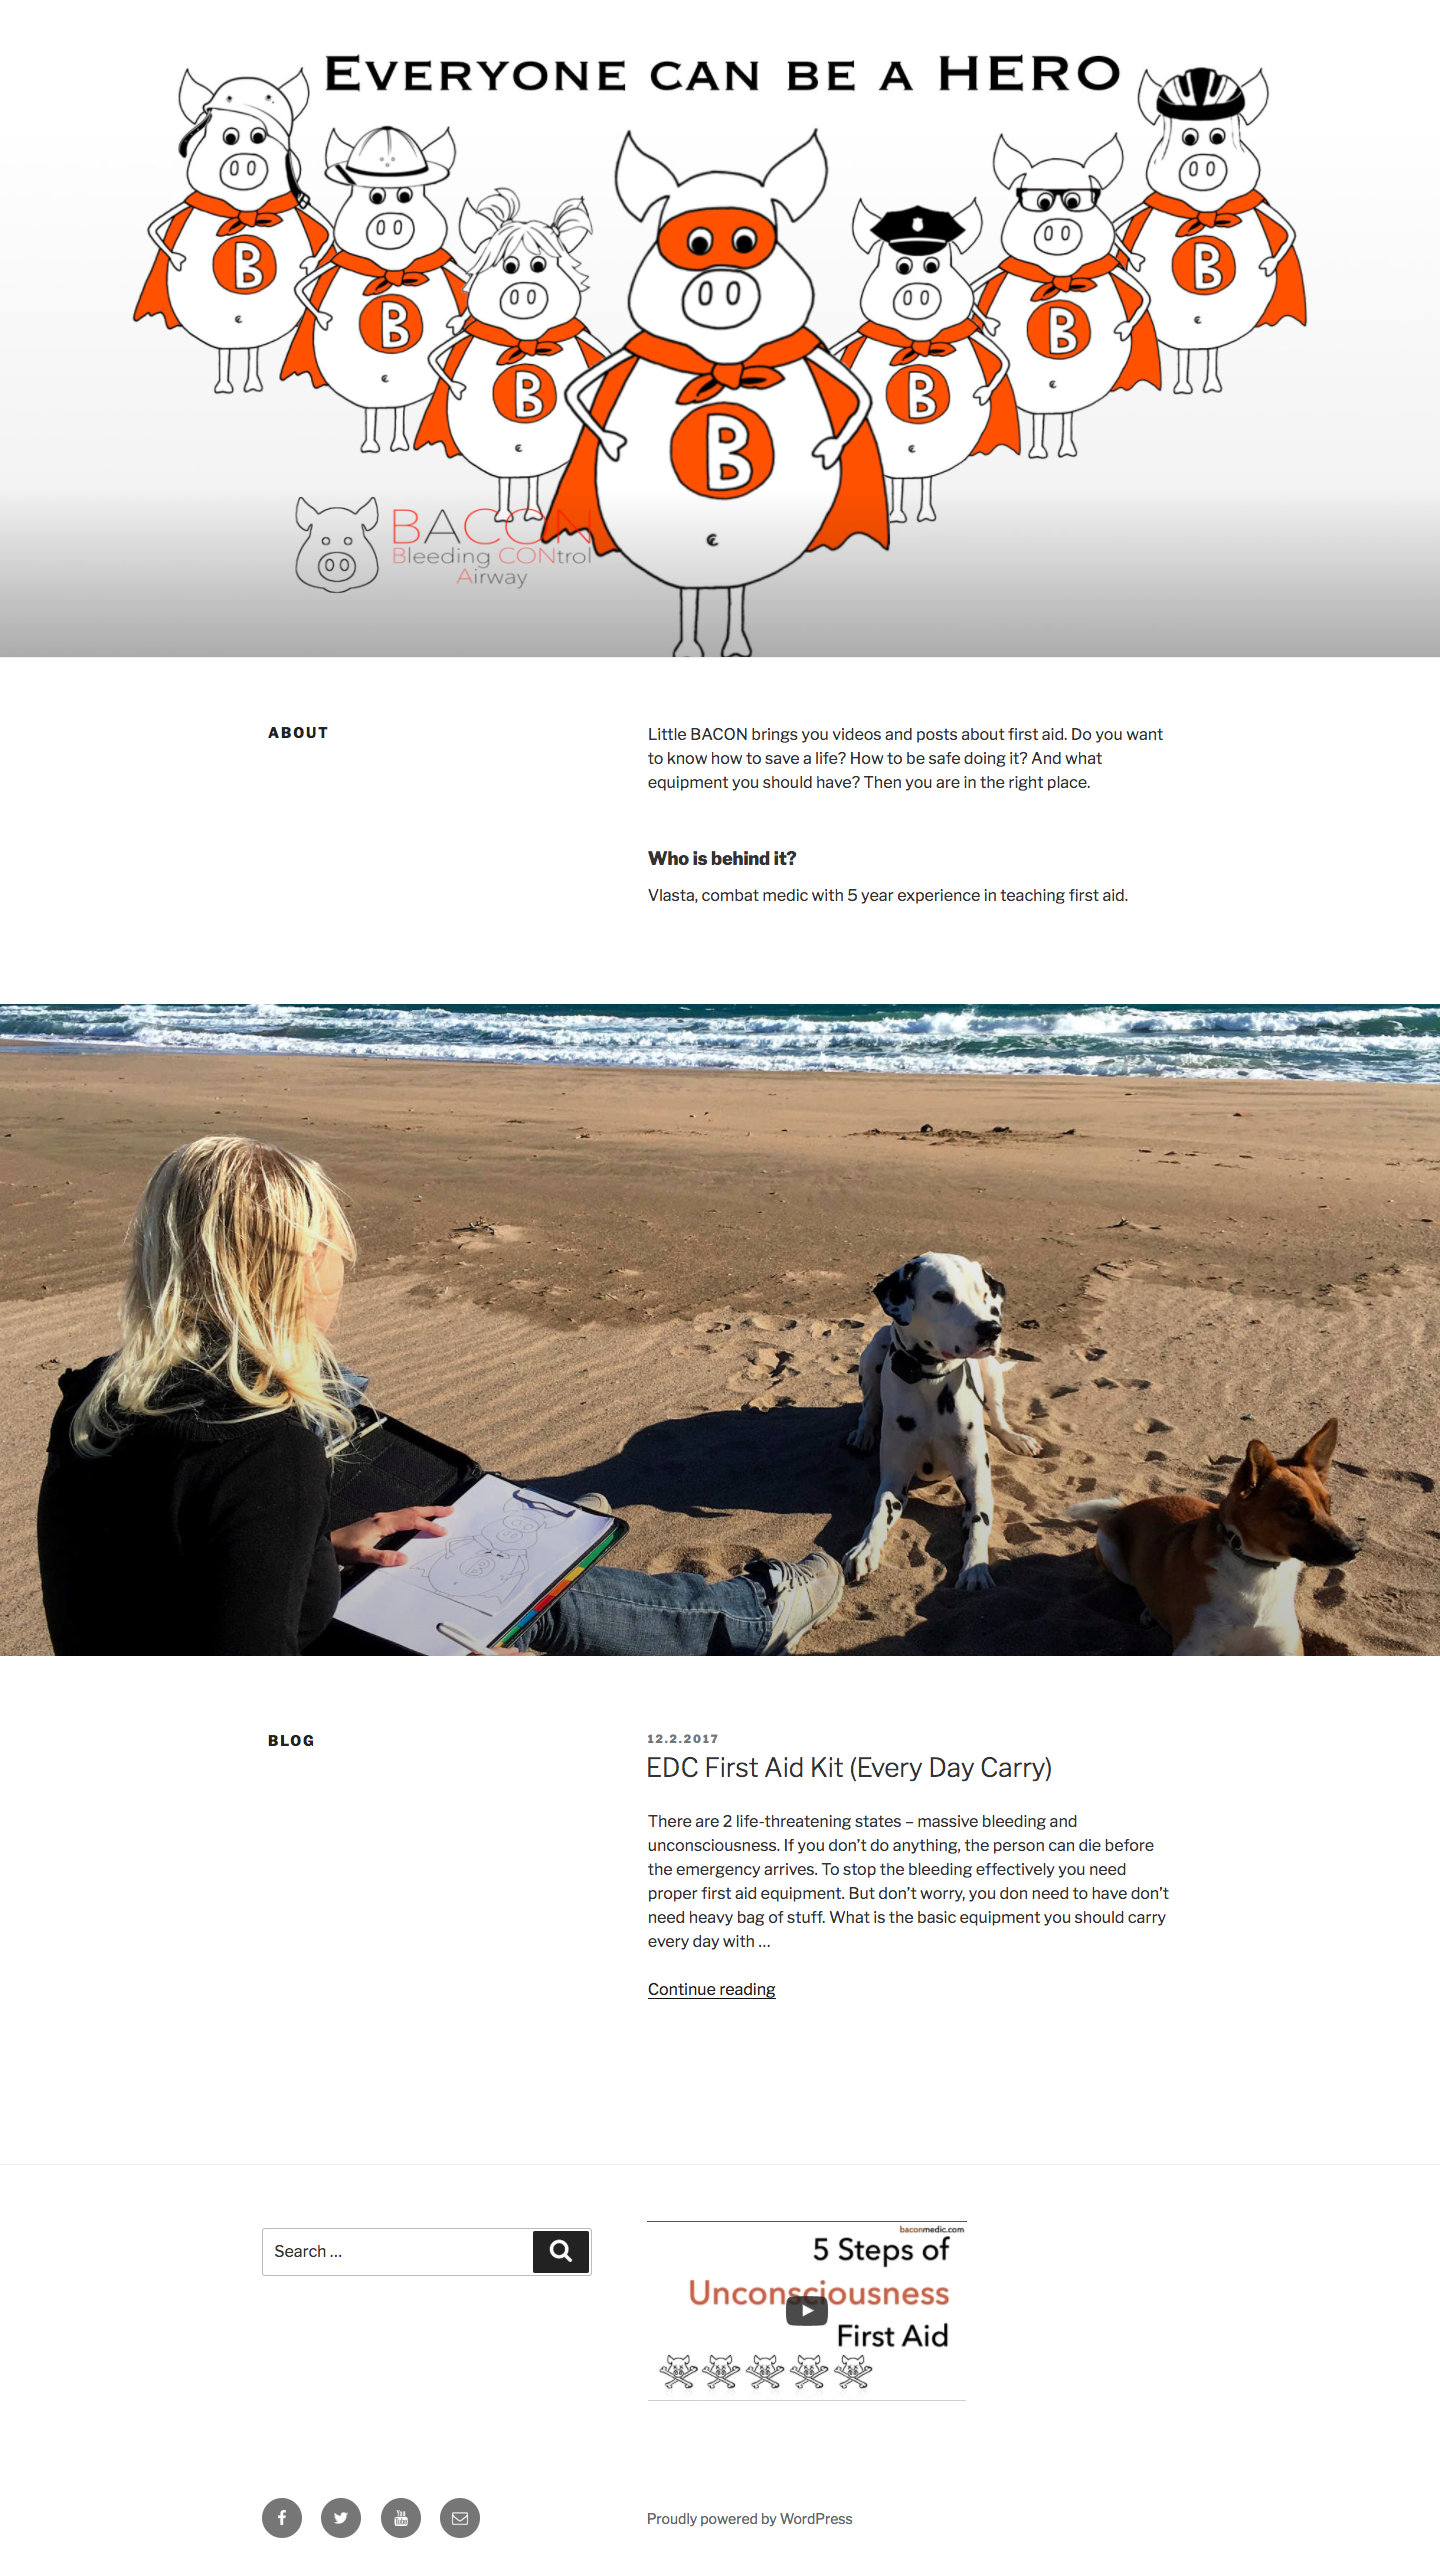 EVERYONE CAN BE A HERO
B
B
B
B
B
B
B
BACON
Bleeding CONtrol
Airway
ABOUT
Little BACON brings you videos and posts about first aid. Do you want
to know how to save a life? How to be safe doing it? And what
equipment you should have? Then you are in the right place.
Who is behind it?
Vlasta, combat medic with 5 year experience in teaching first aid.
B
BLOG
12.2.2017
EDC First Aid Kit (Every Day Carry)
There are 2 life-threatening states – massive bleeding and
unconsciousness. If you don’t do anything, the person can die before
the emergency arrives. To stop the bleeding effectively you need
proper first aid equipment. But don’t worry, you don need to have don’t
need heavy bag of stuff. What is the basic equipment you should carry
every day with …
Continue reading
Search …
baconmedic.com
5 Steps of
Unconsciousness
First Aid
You
Tube
Proudly powered by WordPress